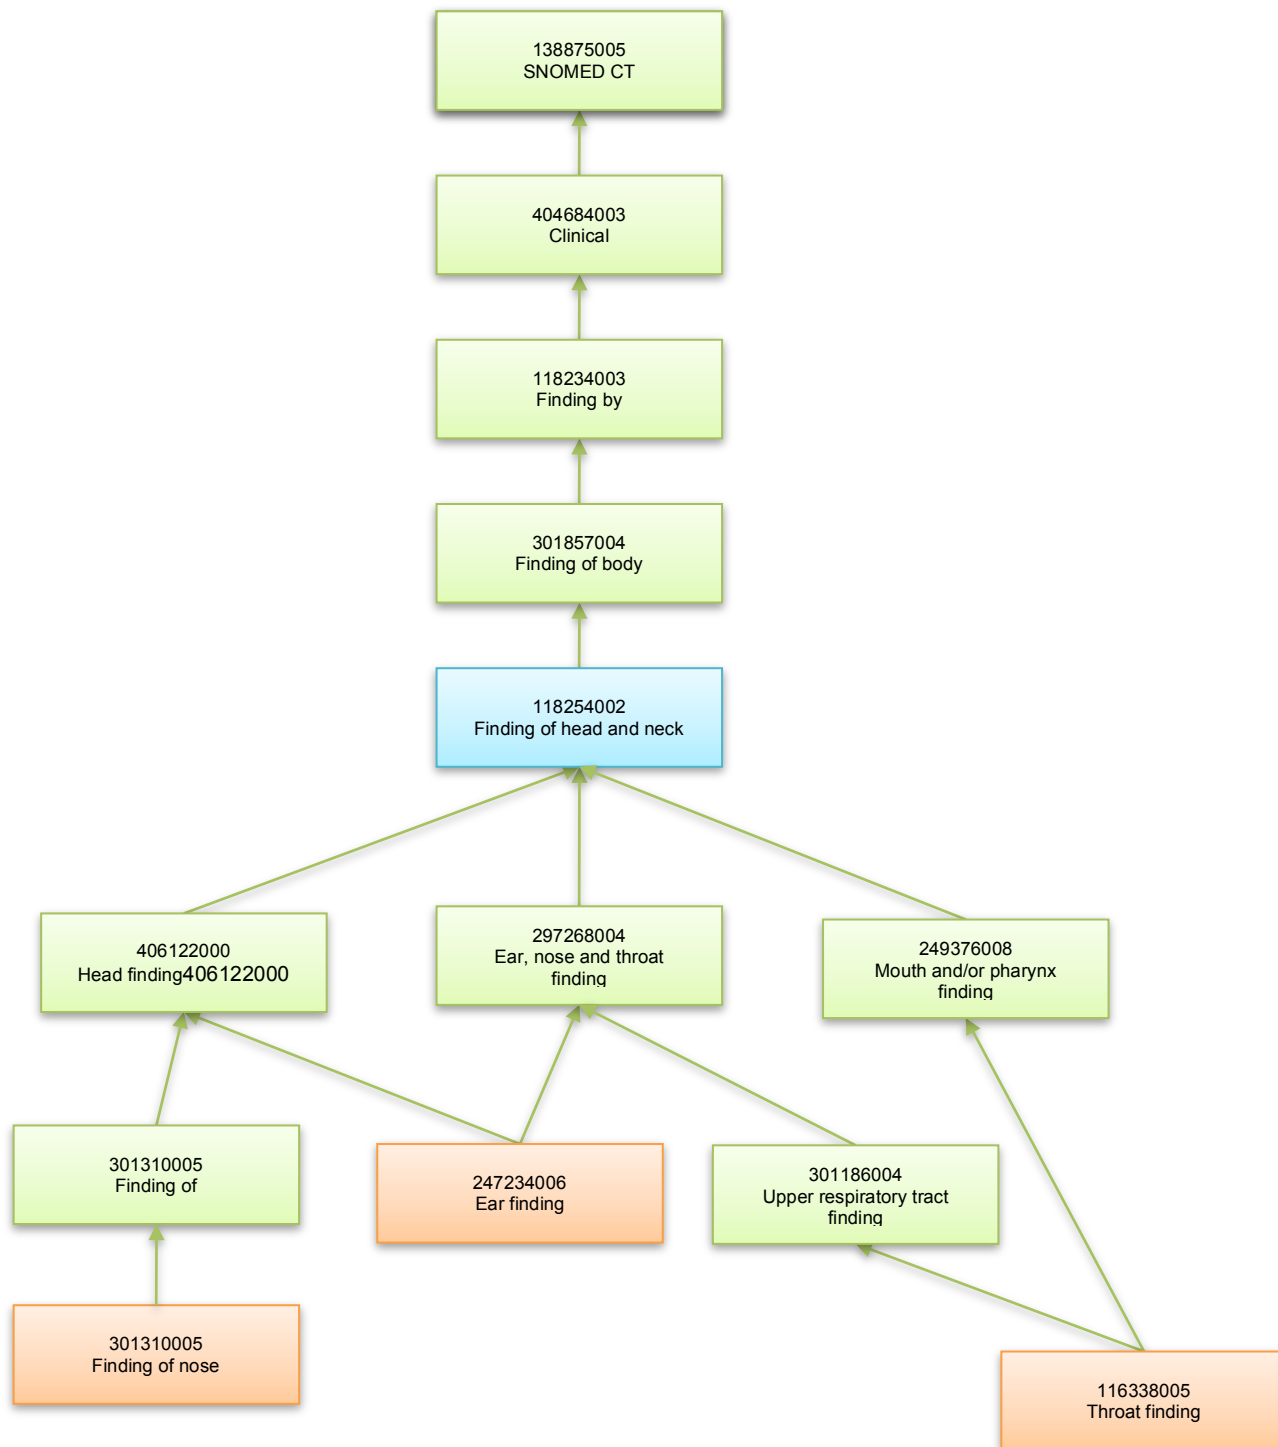 138875005
SNOMED CT
404684003
Clinical
118234003
Finding by
301857004
Finding of body
118254002
Finding of head and neck
406122000
Head finding406122000
297268004
Ear, nose and throat
finding
249376008
Mouth and/or pharynx
finding
301310005
Finding of
247234006
Ear finding
301186004
Upper respiratory tract
finding
301310005
Finding of nose
116338005
Throat finding